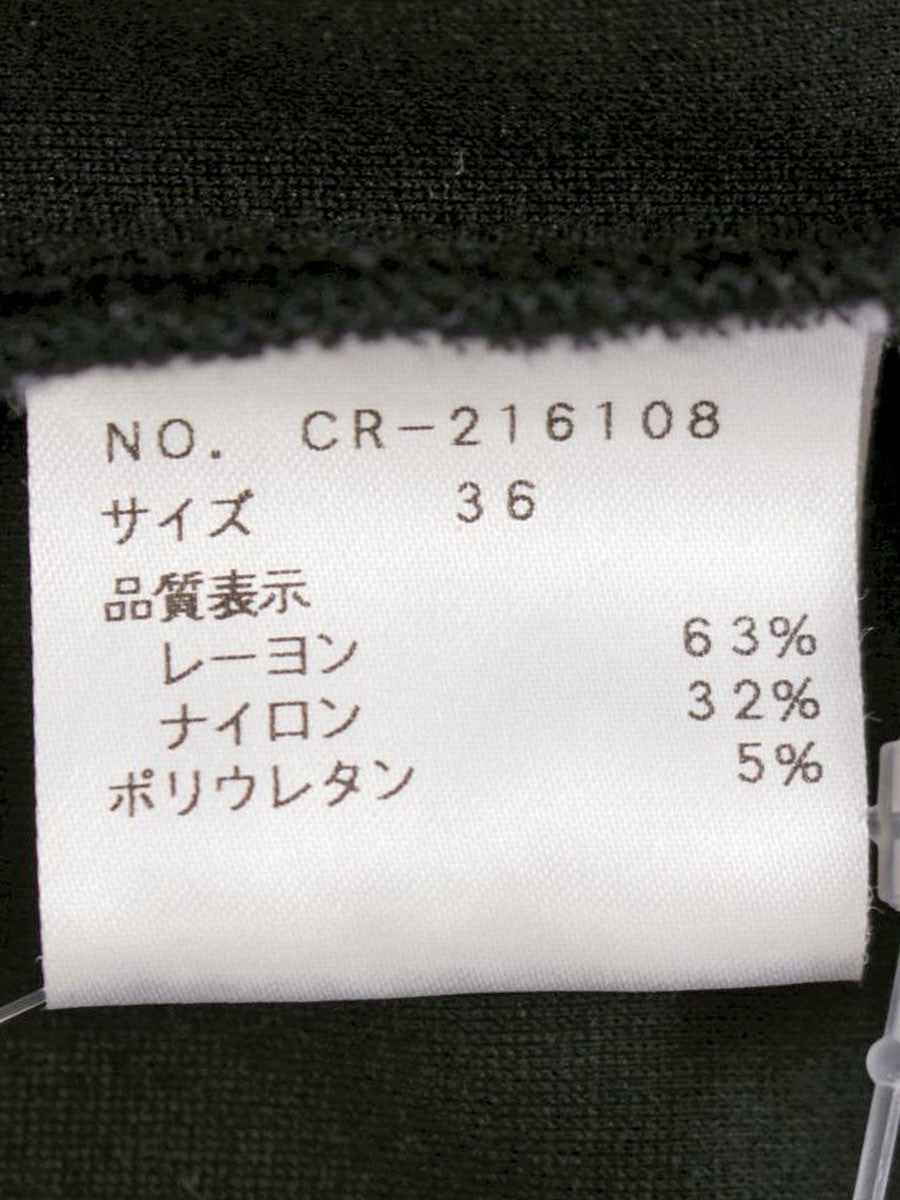 NO. CR-216108
サイズ 36
品質表示
レーヨン 63%
ナイロン 32%
ポリウレタン 5%